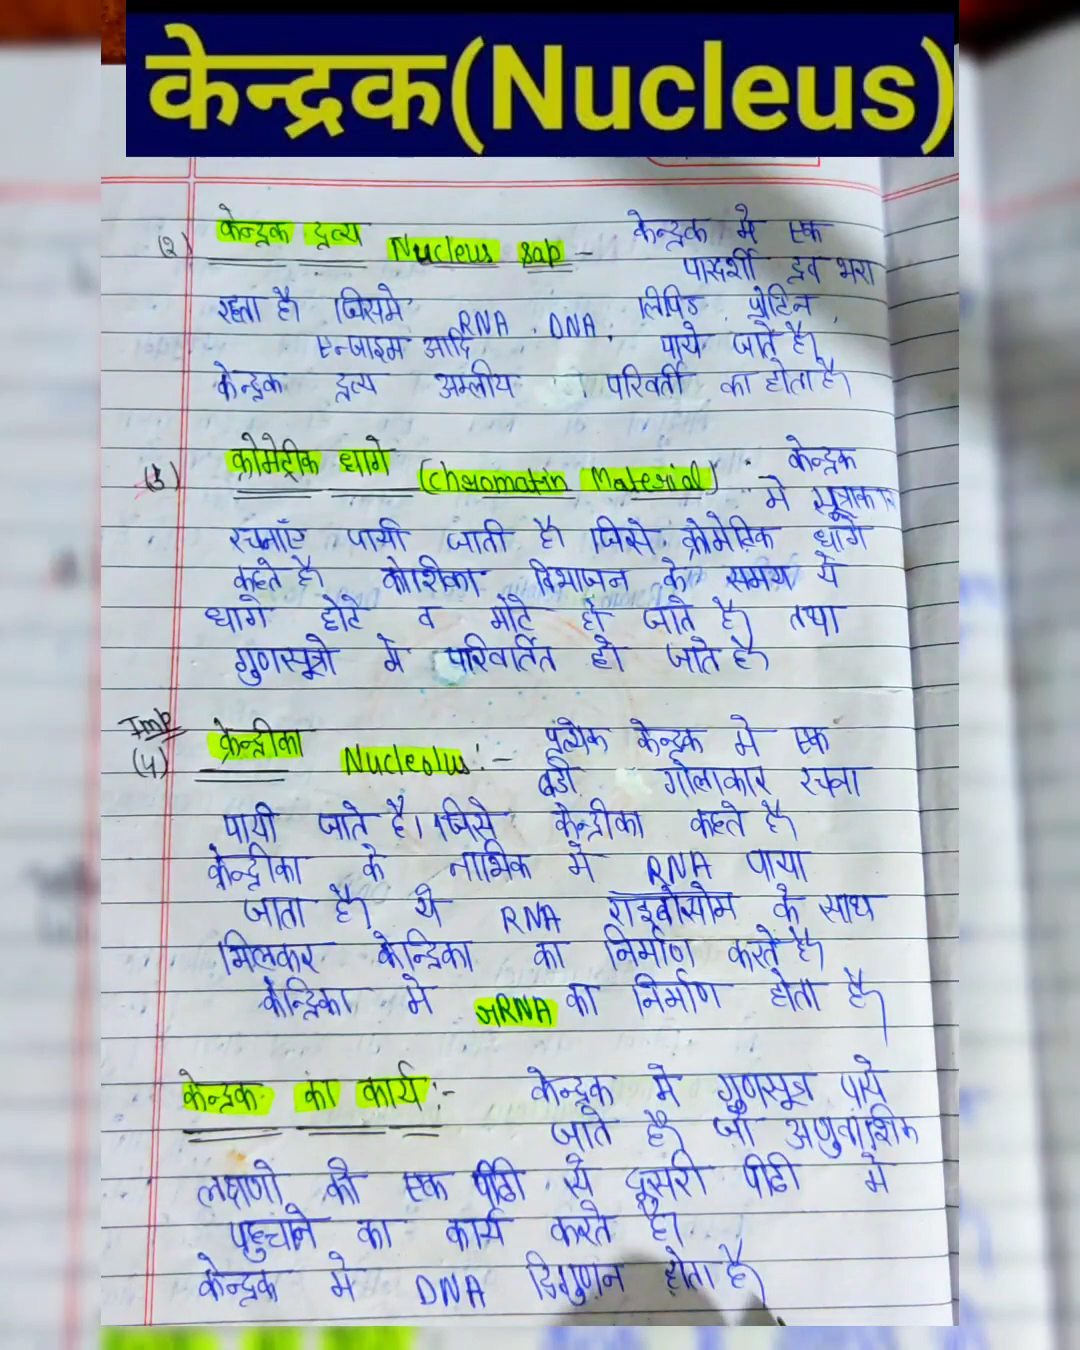 केन्द्रक(Nucleus)
(2) केन्द्रक द्रव्य Nucleus sap - केन्द्रक मे एक
पारदर्शी द्रव भरा
रहता है। जिसमे RNA, DNA, लिपिड, प्रोटिन,
एन्जाइम आदि पाये जाते है।
केन्द्रक द्रव्य अम्लीय परिवर्ती का होता है।
(3) क्रोमेट्रीक धागे (Chromatin Material) केन्द्रक
मे सूत्राकार
रचनाएँ पायी जाती है जिसे क्रोमेटिक धागे
कहते है। कोशिका विभाजन के समय ये
धागे छोटे व मोटे हो जाते है। तथा
गुणसूत्रो मे परिवर्तित हो जाते है।
Imp
(4) केन्द्रीका Nucleolus :- प्रत्येक केन्द्रक मे एक
बडी गोलाकार रचना
पायी जाते है। जिसे केन्द्रीका कहते है।
केन्द्रीका के नाभिक मे RNA पाया
जाता है। ये RNA राइबोसोम के साथ
मिलकर केन्द्रिका का निर्माण करते है।
केन्द्रिका मे rRNA का निर्माण होता है।
केन्द्रक का कार्य :- केन्द्रक मे गुणसूत्र पाये
जाते है। जो अणुवांशिक
लक्षणो को एक पीढी से दूसरी पीढी मे
पहुचाने का कार्य करते है।
केन्द्रक मे DNA द्विगुणन होता है।